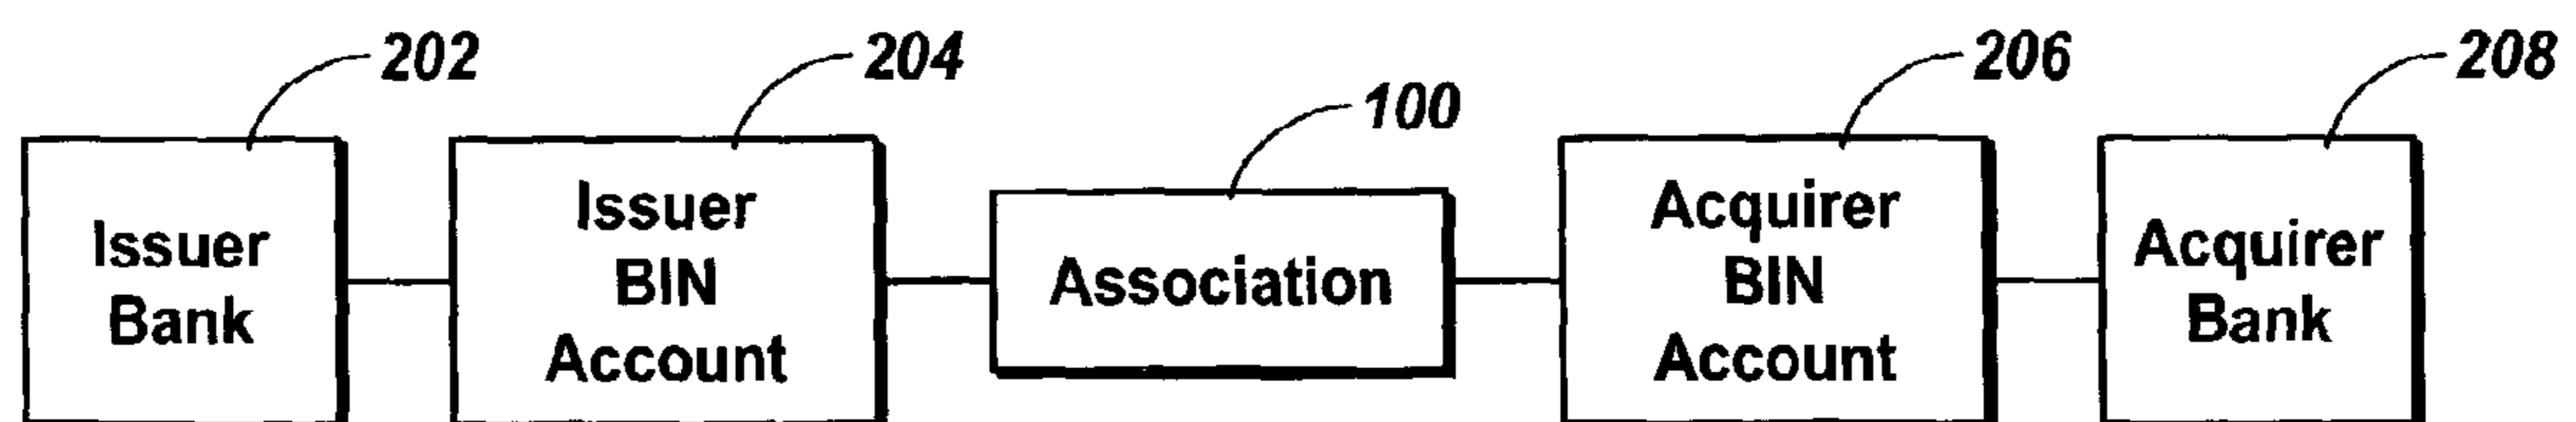 202
204
100
206
208
Issuer
Bank
Issuer
BIN
Account
Association
Acquirer
BIN
Account
Acquirer
Bank